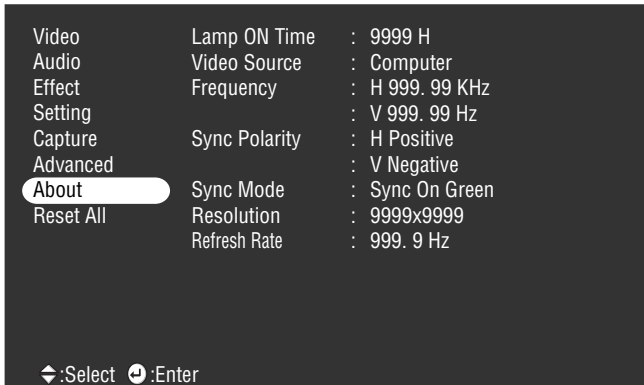 Video Lamp ON Time : 9999 H
Audio Video Source : Computer
Effect Frequency : H 999. 99 KHz
Setting : V 999. 99 Hz
Capture Sync Polarity : H Positive
Advanced : V Negative
About Sync Mode : Sync On Green
Reset All Resolution : 9999x9999
Refresh Rate : 999. 9 Hz
:Select :Enter